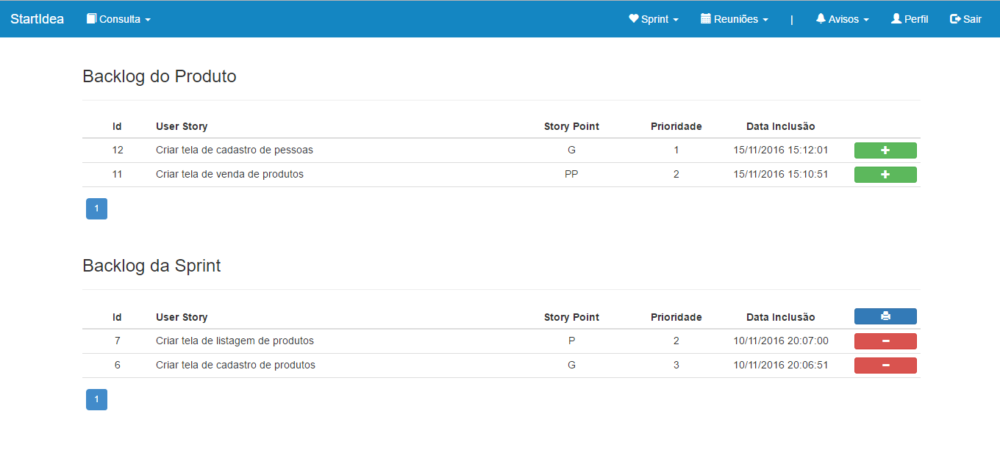 StartIdea Consulta Sprint Reuniões | Avisos Perfil Sair
Backlog do Produto
Id User Story Story Point Prioridade Data Inclusão
12 Criar tela de cadastro de pessoas G 1 15/11/2016 15:12:01
11 Criar tela de venda de produtos PP 2 15/11/2016 15:10:51
1
Backlog da Sprint
Id User Story Story Point Prioridade Data Inclusão
7 Criar tela de listagem de produtos P 2 10/11/2016 20:07:00
6 Criar tela de cadastro de produtos G 3 10/11/2016 20:06:51
1